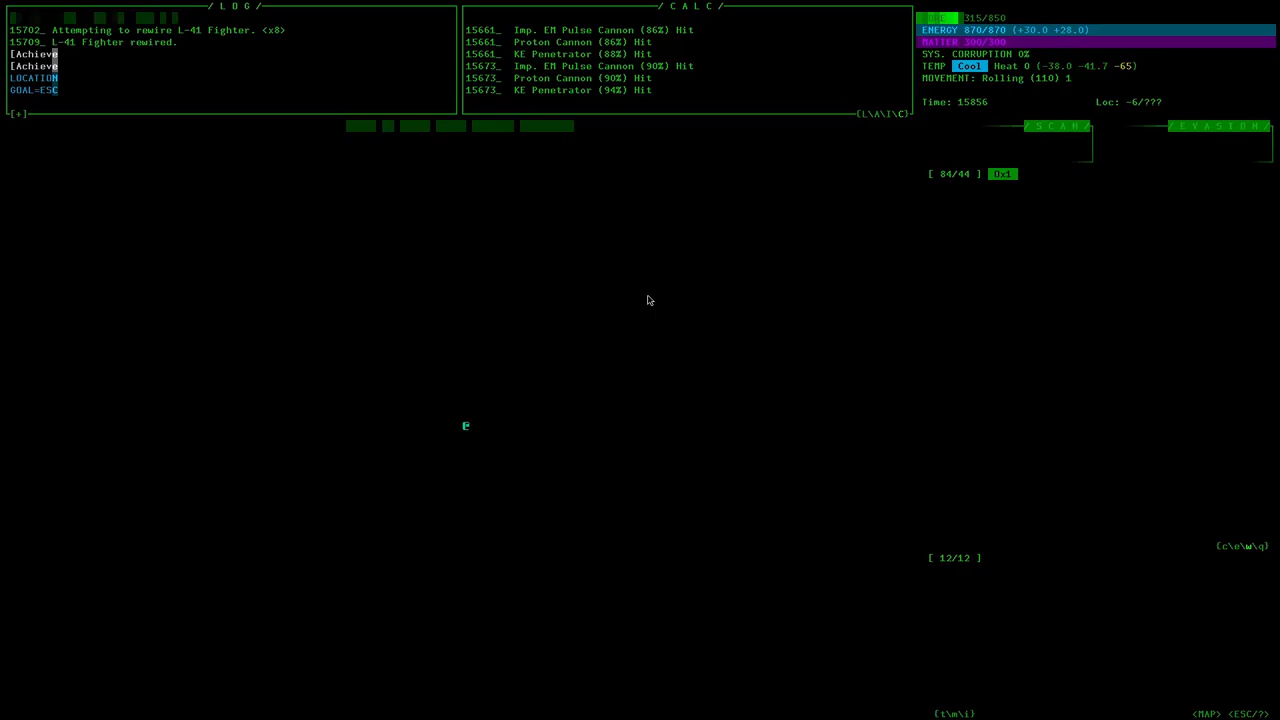 / L O G /
15702_ Attempting to rewire L-41 Fighter. <x8>
15709_ L-41 Fighter rewired.
[Achieve
[Achieve
LOCATION
GOAL=ESC
[+]
/ C A L C /
15661_ Imp. EM Pulse Cannon (86%) Hit
15661_ Proton Cannon (86%) Hit
15661_ KE Penetrator (88%) Hit
15673_ Imp. EM Pulse Cannon (90%) Hit
15673_ Proton Cannon (90%) Hit
15673_ KE Penetrator (94%) Hit
(L\A\I\C)
315/850
ENERGY 870/870 (+30.0 +28.0)
MATTER 300/300
SYS. CORRUPTION 0%
TEMP Cool Heat 0 (-38.0 -41.7 -65)
MOVEMENT: Rolling (110) 1
Time: 15856 Loc: -6/???
/ S C A N / / E V A S I O N /
[ 84/44 ] 0x1
(c\e\w\q)
[ 12/12 ]
(t\m\i) <MAP> <ESC/?>